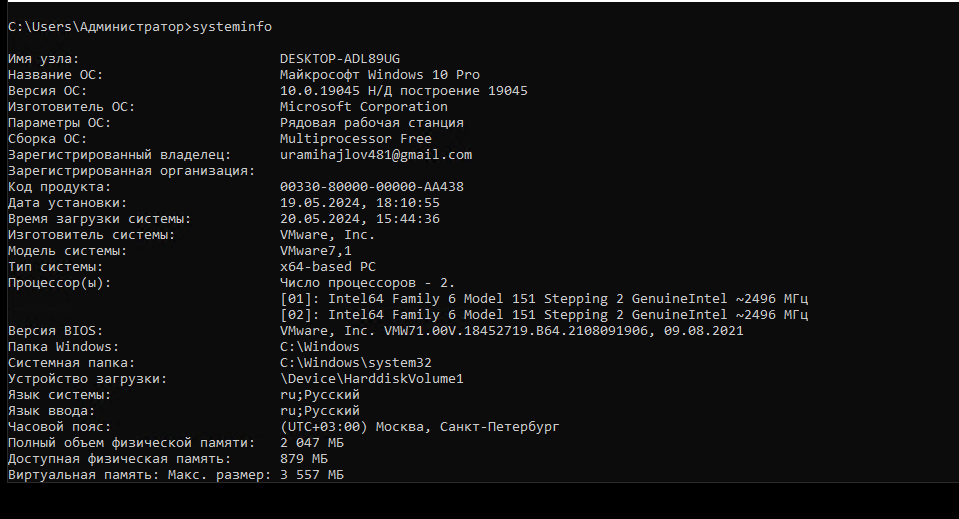 C:\Users\Администратор>systeminfo
Имя узла: DESKTOP-ADL89UG
Название ОС: Майкрософт Windows 10 Pro
Версия ОС: 10.0.19045 Н/Д построение 19045
Изготовитель ОС: Microsoft Corporation
Параметры ОС: Рядовая рабочая станция
Сборка ОС: Multiprocessor Free
Зарегистрированный владелец: uramihajlov481@gmail.com
Зарегистрированная организация:
Код продукта: 00330-80000-00000-AA438
Дата установки: 19.05.2024, 18:10:55
Время загрузки системы: 20.05.2024, 15:44:36
Изготовитель системы: VMware, Inc.
Модель системы: VMware7,1
Тип системы: x64-based PC
Процессор(ы): Число процессоров - 2.
[01]: Intel64 Family 6 Model 151 Stepping 2 GenuineIntel ~2496 МГц
[02]: Intel64 Family 6 Model 151 Stepping 2 GenuineIntel ~2496 МГц
Версия BIOS: VMware, Inc. VMW71.00V.18452719.B64.2108091906, 09.08.2021
Папка Windows: C:\Windows
Системная папка: C:\Windows\system32
Устройство загрузки: \Device\HarddiskVolume1
Язык системы: ru;Русский
Язык ввода: ru;Русский
Часовой пояс: (UTC+03:00) Москва, Санкт-Петербург
Полный объем физической памяти: 2 047 МБ
Доступная физическая память: 879 МБ
Виртуальная память: Макс. размер: 3 557 МБ